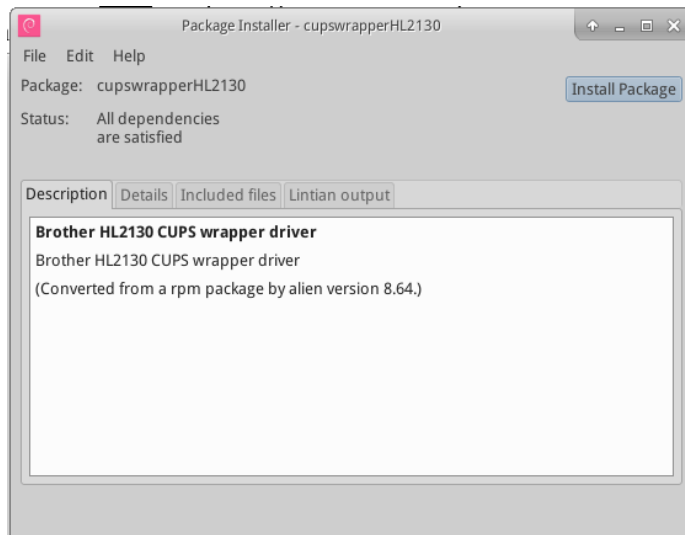 Package Installer - cupswrapperHL2130
File Edit Help
Package: cupswrapperHL2130
Install Package
Status: All dependencies
are satisfied
Description Details Included files Lintian output
Brother HL2130 CUPS wrapper driver
Brother HL2130 CUPS wrapper driver
(Converted from a rpm package by alien version 8.64.)